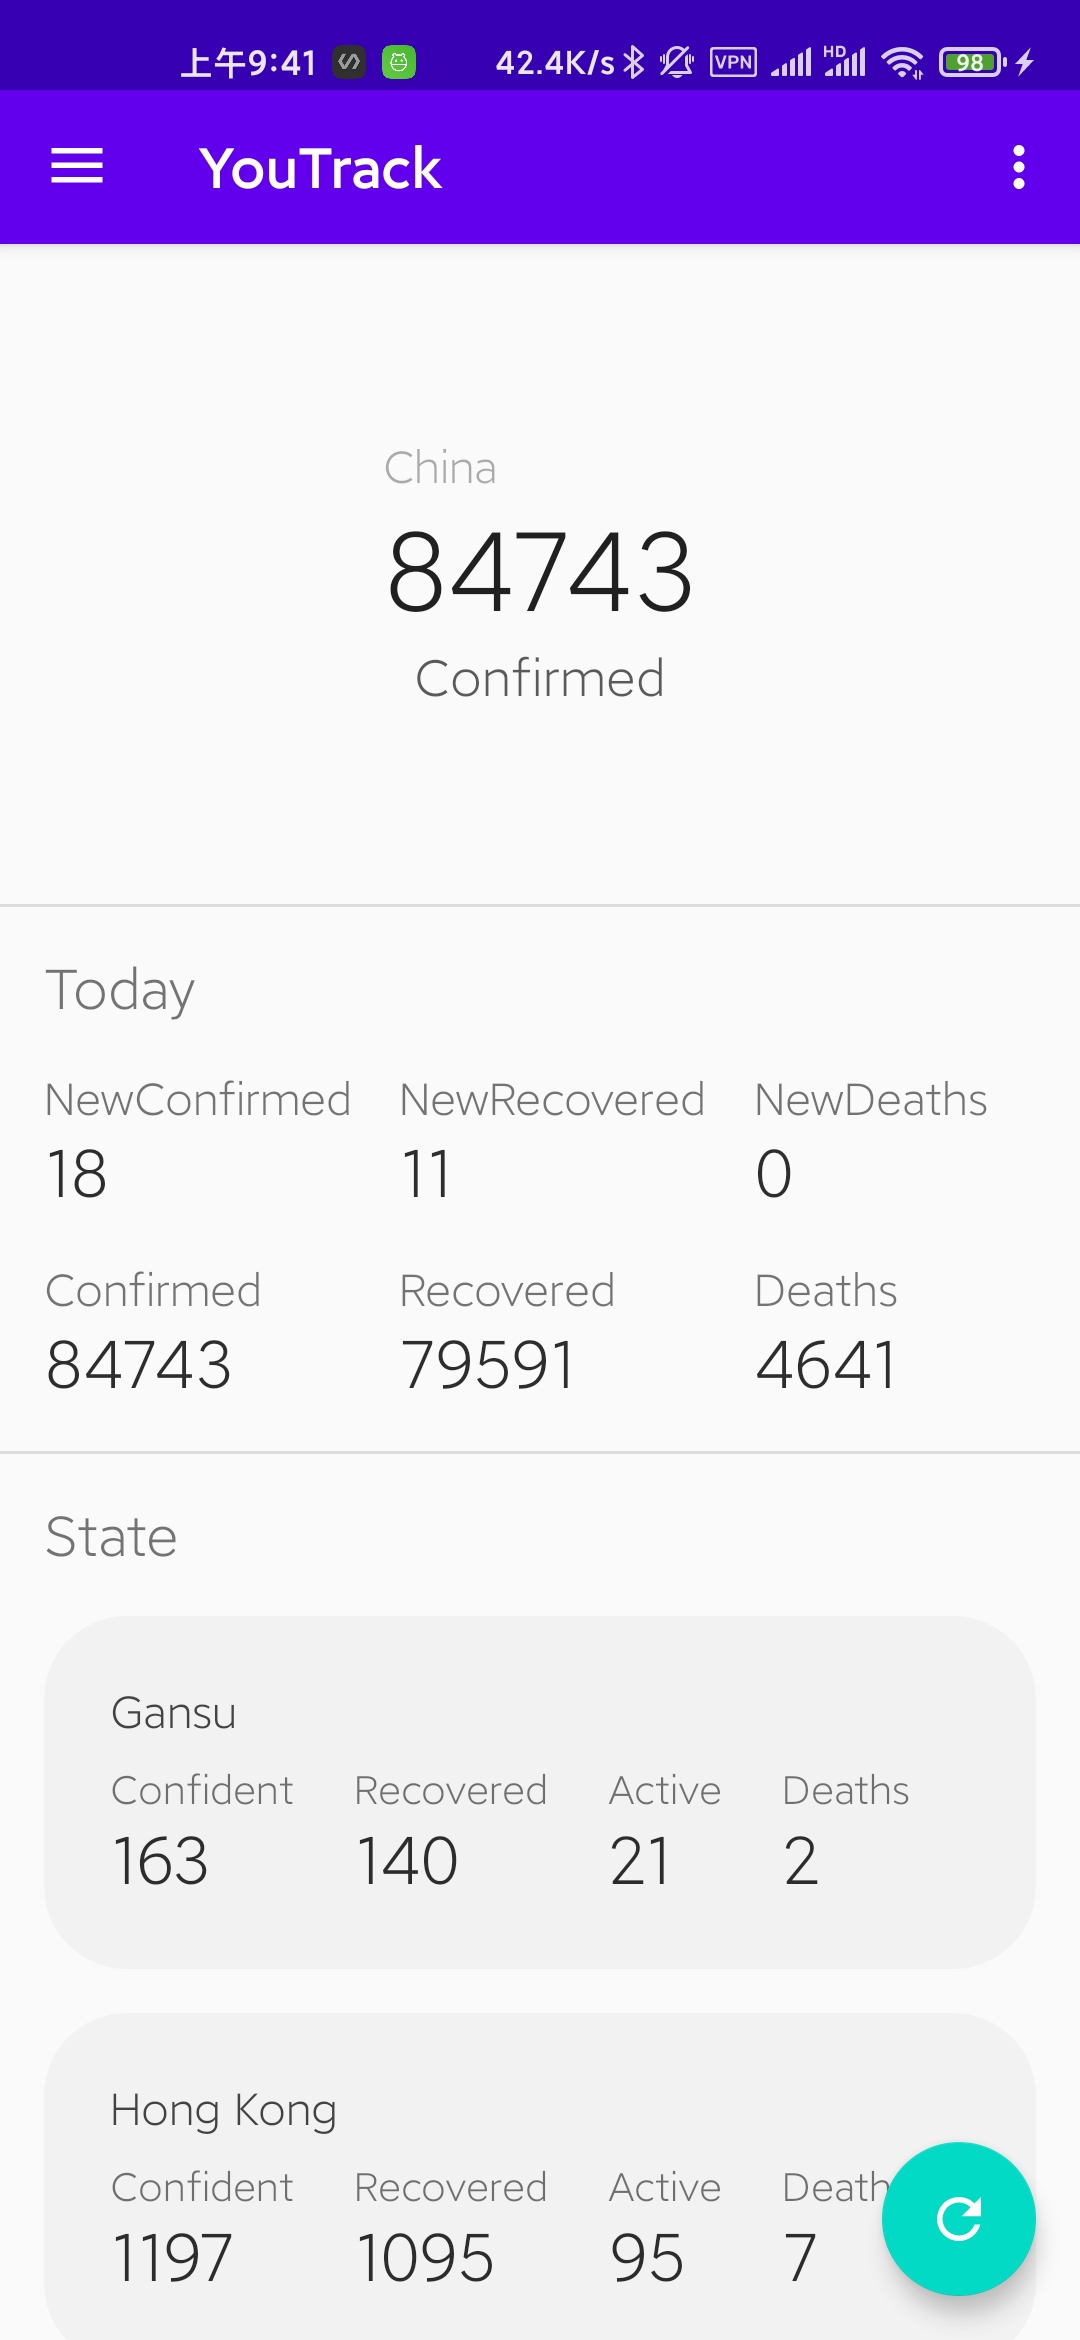 上午9:41 42.4K/s VPN HD 98
YouTrack
China
84743
Confirmed
Today
NewConfirmed NewRecovered NewDeaths
18 11 0
Confirmed Recovered Deaths
84743 79591 4641
State
Gansu
Confident Recovered Active Deaths
163 140 21 2
Hong Kong
Confident Recovered Active Death
1197 1095 95 7